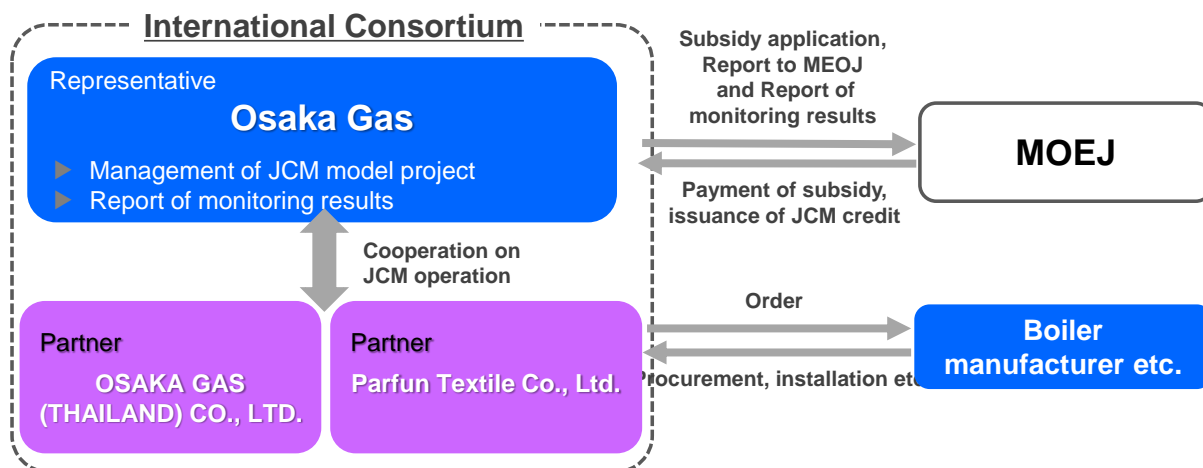 International Consortium
Representative
Osaka Gas
Management of JCM model project
Report of monitoring results
Cooperation on
JCM operation
Partner
OSAKA GAS
(THAILAND) CO., LTD.
Partner
Parfun Textile Co., Ltd.
Subsidy application,
Report to MEOJ
and Report of
monitoring results
Payment of subsidy,
issuance of JCM credit
MOEJ
Order
Procurement, installation etc
Boiler
manufacturer etc.